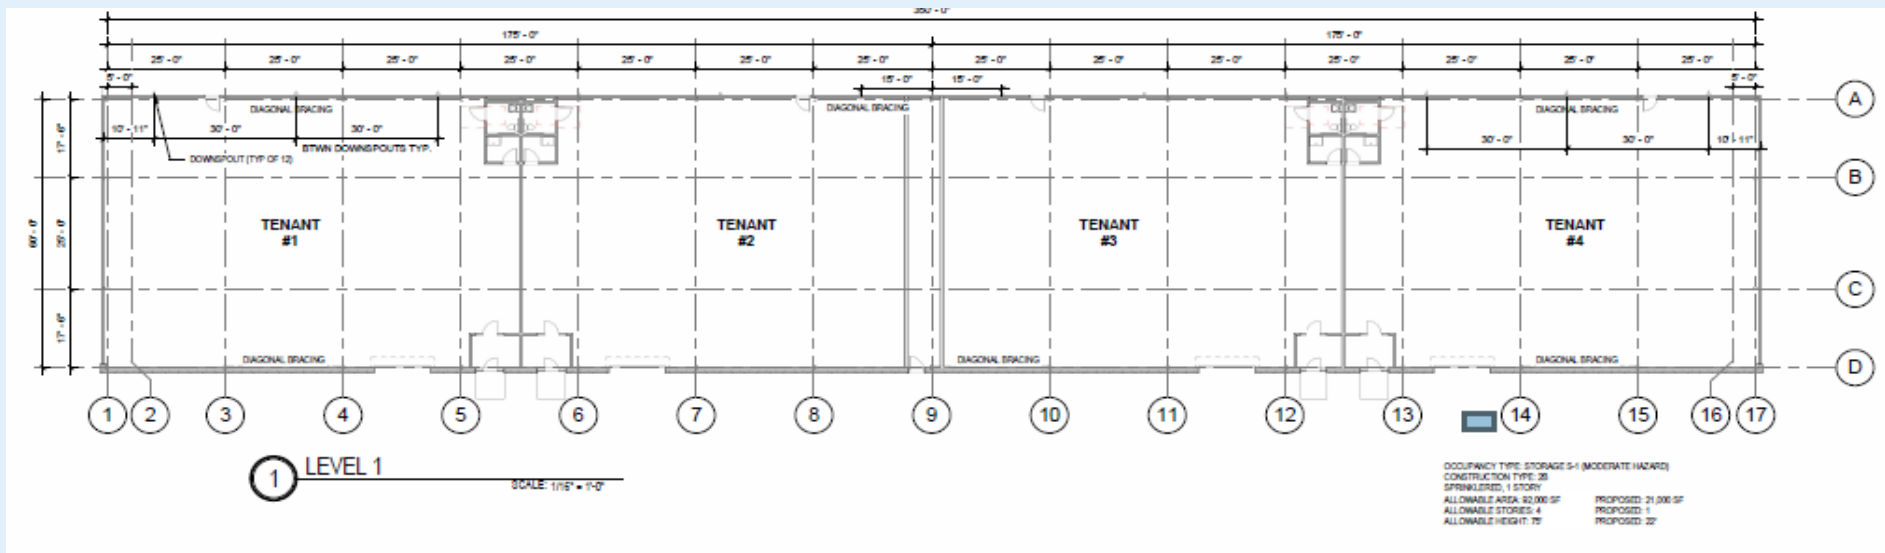 350' - 0"
175' - 0" 175' - 0"
25' - 0" 25' - 0" 25' - 0" 25' - 0" 25' - 0" 25' - 0" 25' - 0" 25' - 0" 25' - 0" 25' - 0" 25' - 0" 25' - 0" 25' - 0" 25' - 0"
5' - 0" 15' - 0" 15' - 0" 5' - 0"
DIAGONAL BRACING DIAGONAL BRACING DIAGONAL BRACING
A
10' - 11" 30' - 0" 30' - 0" 30' - 0" 30' - 0" 10' - 11"
BTWN DOWNSPOUTS TYP.
DOWNSPOUT (TYP OF 12)
17' - 6"
B
TENANT TENANT TENANT TENANT
#1 #2 #3 #4
60' - 0" 25' - 0"
C
17' - 6"
DIAGONAL BRACING DIAGONAL BRACING DIAGONAL BRACING
D
1 2 3 4 5 6 7 8 9 10 11 12 13 14 15 16 17
1 LEVEL 1
SCALE: 1/16" = 1'-0"
OCCUPANCY TYPE: STORAGE S-1 (MODERATE HAZARD)
CONSTRUCTION TYPE: 2B
SPRINKLERED, 1 STORY
ALLOWABLE AREA: 92,000 SF PROPOSED: 21,000 SF
ALLOWABLE STORIES: 4 PROPOSED: 1
ALLOWABLE HEIGHT: 75' PROPOSED: 22'